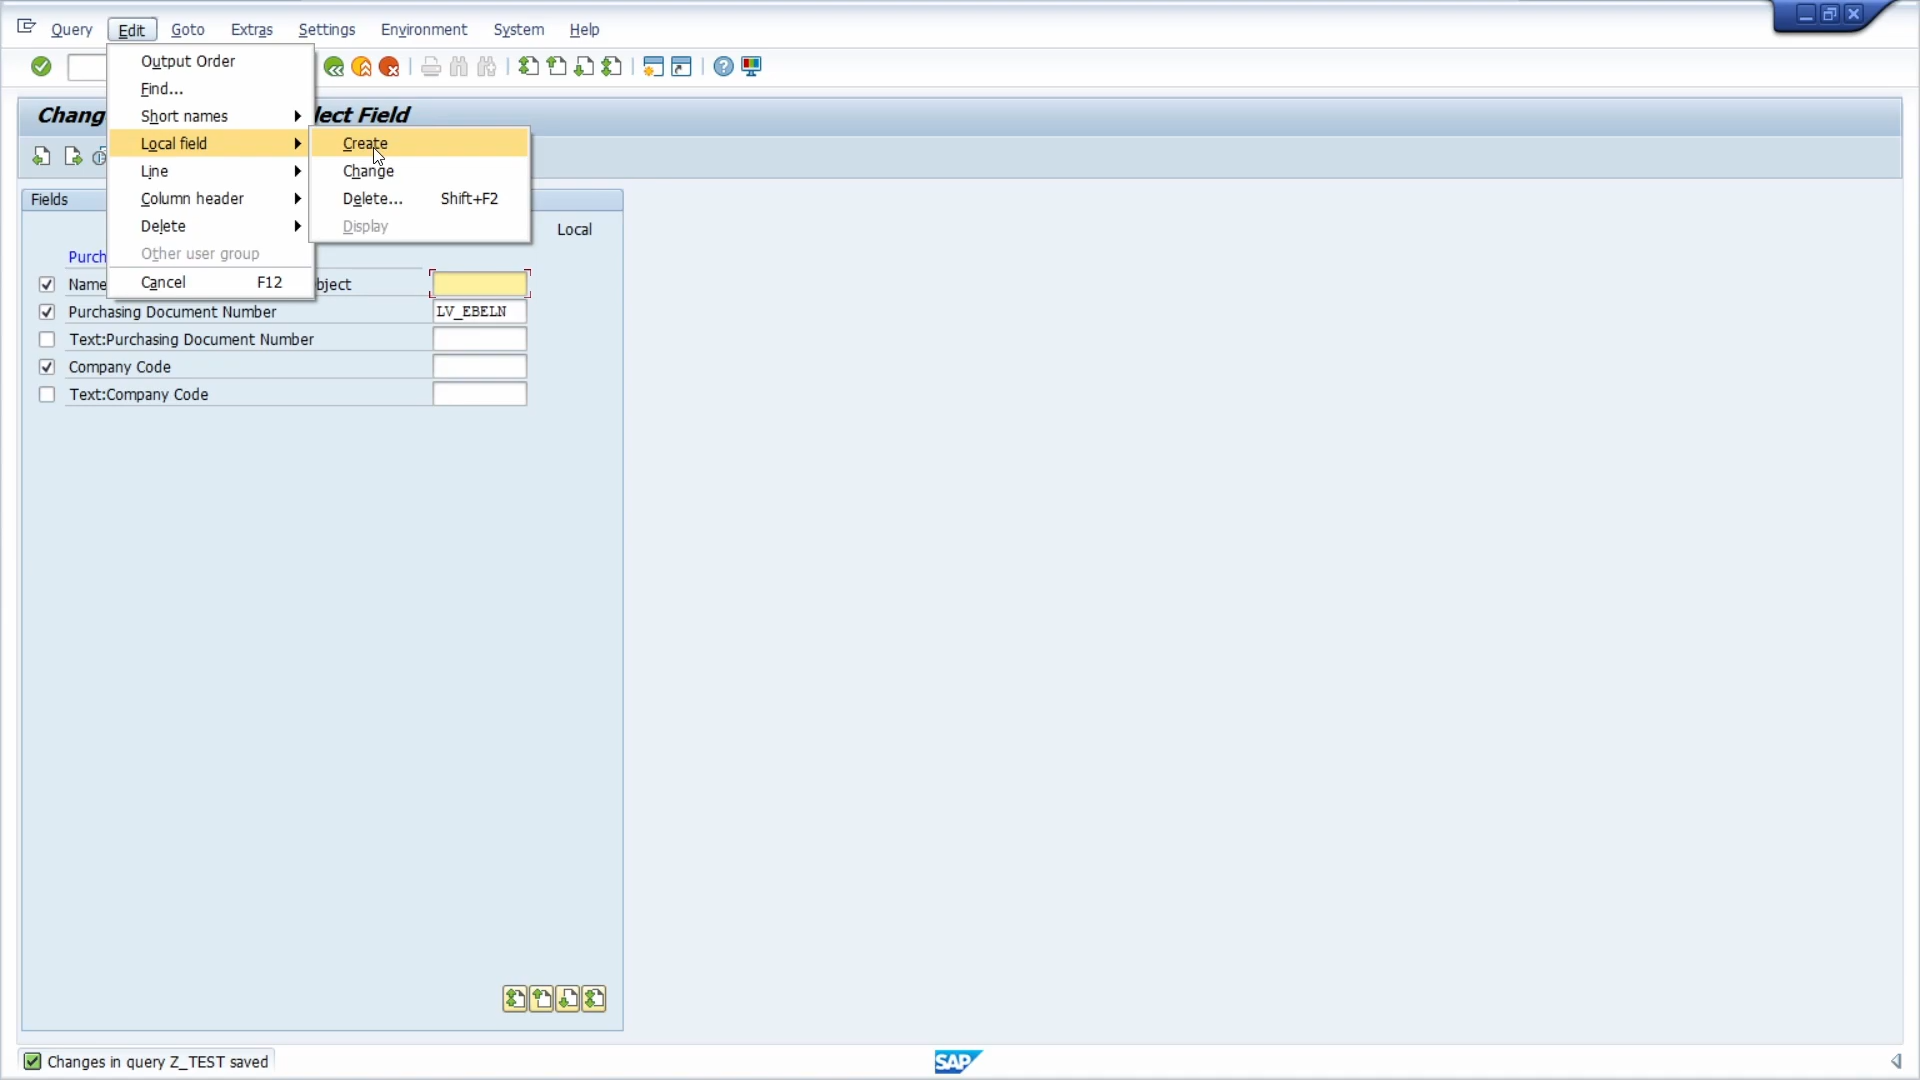 Query Edit Goto Extras Settings Environment System Help
Output Order
Find...
Short names
Local field
Line
Column header
Delete
Other user group
Cancel F12
Create
Change
Delete... Shift+F2
Display
Chang lect Field
Fields
Local
Purch
Name bject
Purchasing Document Number LV_EBELN
Text:Purchasing Document Number
Company Code
Text:Company Code
Changes in query Z_TEST saved
SAP